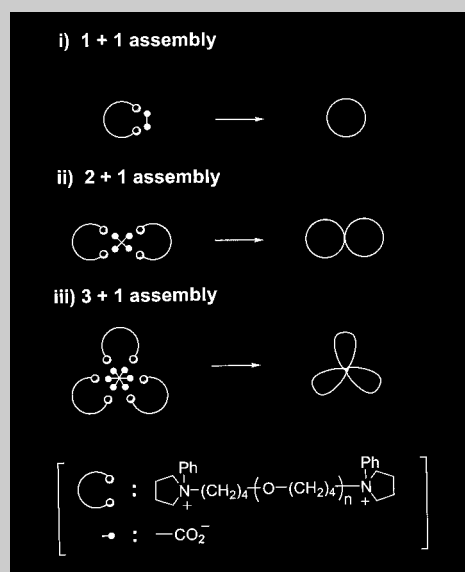 i) 1 + 1 assembly
ii) 2 + 1 assembly
iii) 3 + 1 assembly
: Ph N+ –(CH2)4–(O–(CH2)4)n– N+ Ph
: —CO2−